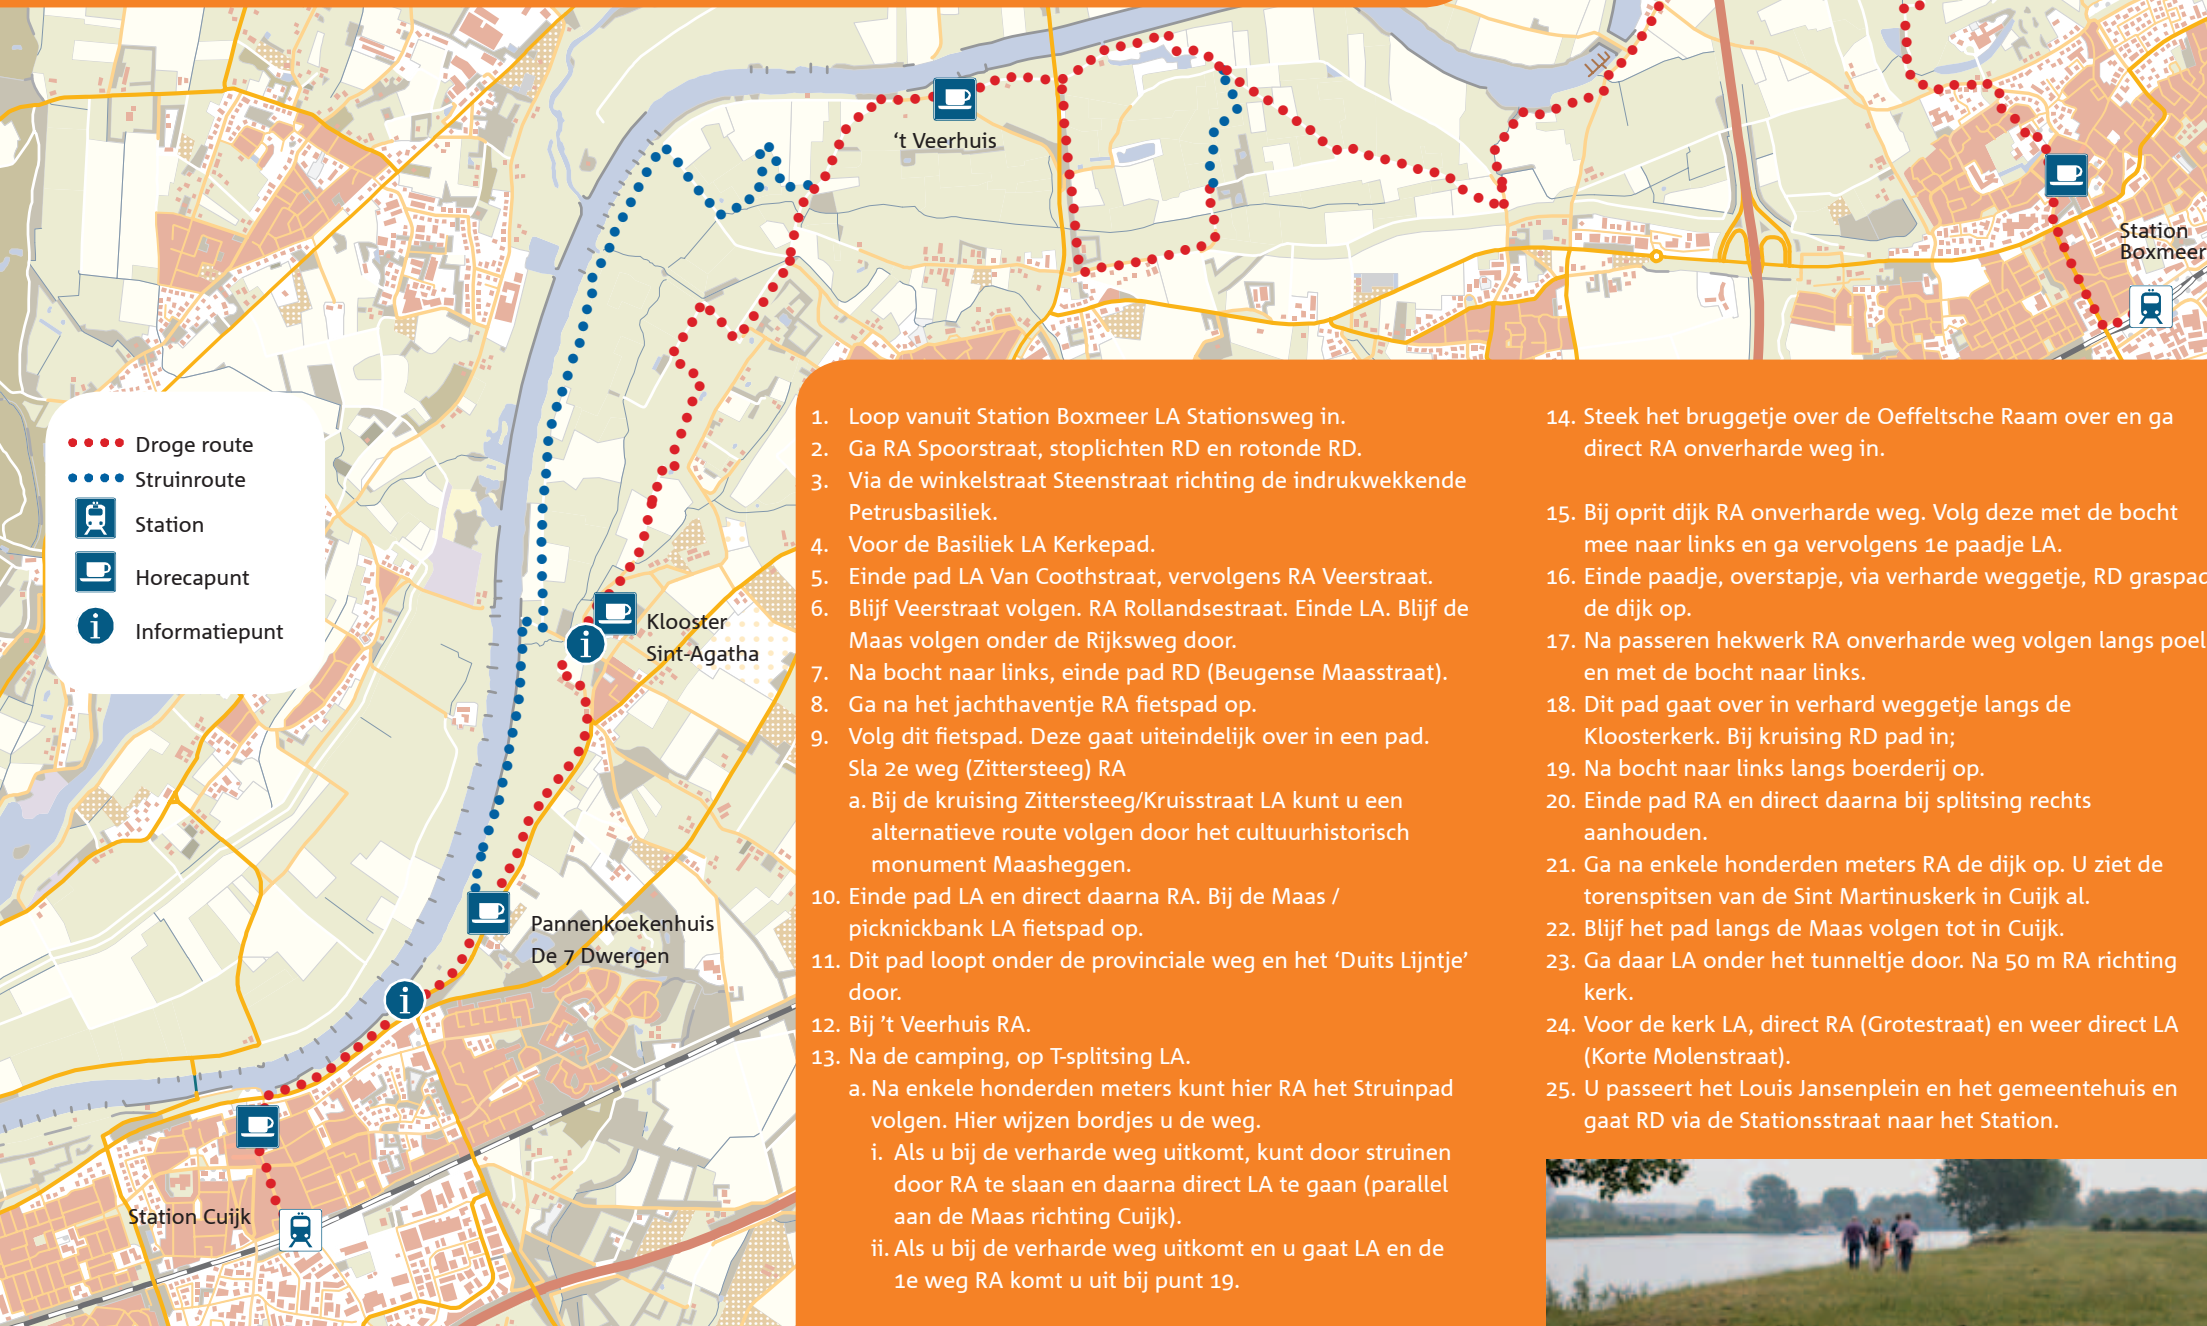 ‘t Veerhuis
Station
Boxmeer
Droge route
Struinroute
Station
Horecapunt
Informatiepunt
Klooster
Sint-Agatha
Pannenkoekenhuis
De 7 Dwergen
Station Cuijk
1. Loop vanuit Station Boxmeer LA Stationsweg in.
2. Ga RA Spoorstraat, stoplichten RD en rotonde RD.
3. Via de winkelstraat Steenstraat richting de indrukwekkende
Petrusbasiliek.
4. Voor de Basiliek LA Kerkepad.
5. Einde pad LA Van Coothstraat, vervolgens RA Veerstraat.
6. Blijf Veerstraat volgen. RA Rollandsestraat. Einde LA. Blijf de
Maas volgen onder de Rijksweg door.
7. Na bocht naar links, einde pad RD (Beugense Maasstraat).
8. Ga na het jachthaventje RA fietspad op.
9. Volg dit fietspad. Deze gaat uiteindelijk over in een pad.
Sla 2e weg (Zittersteeg) RA
a. Bij de kruising Zittersteeg/Kruisstraat LA kunt u een
alternatieve route volgen door het cultuurhistorisch
monument Maasheggen.
10. Einde pad LA en direct daarna RA. Bij de Maas /
picknickbank LA fietspad op.
11. Dit pad loopt onder de provinciale weg en het ‘Duits Lijntje’
door.
12. Bij ’t Veerhuis RA.
13. Na de camping, op T-splitsing LA.
a. Na enkele honderden meters kunt hier RA het Struinpad
volgen. Hier wijzen bordjes u de weg.
i. Als u bij de verharde weg uitkomt, kunt door struinen
door RA te slaan en daarna direct LA te gaan (parallel
aan de Maas richting Cuijk).
ii. Als u bij de verharde weg uitkomt en u gaat LA en de
1e weg RA komt u uit bij punt 19.
14. Steek het bruggetje over de Oeffeltsche Raam over en ga
direct RA onverharde weg in.
15. Bij oprit dijk RA onverharde weg. Volg deze met de bocht
mee naar links en ga vervolgens 1e paadje LA.
16. Einde paadje, overstapje, via verharde weggetje, RD graspad
de dijk op.
17. Na passeren hekwerk RA onverharde weg volgen langs poel
en met de bocht naar links.
18. Dit pad gaat over in verhard weggetje langs de
Kloosterkerk. Bij kruising RD pad in;
19. Na bocht naar links langs boerderij op.
20. Einde pad RA en direct daarna bij splitsing rechts
aanhouden.
21. Ga na enkele honderden meters RA de dijk op. U ziet de
torenspitsen van de Sint Martinuskerk in Cuijk al.
22. Blijf het pad langs de Maas volgen tot in Cuijk.
23. Ga daar LA onder het tunneltje door. Na 50 m RA richting
kerk.
24. Voor de kerk LA, direct RA (Grotestraat) en weer direct LA
(Korte Molenstraat).
25. U passeert het Louis Jansenplein en het gemeentehuis en
gaat RD via de Stationsstraat naar het Station.